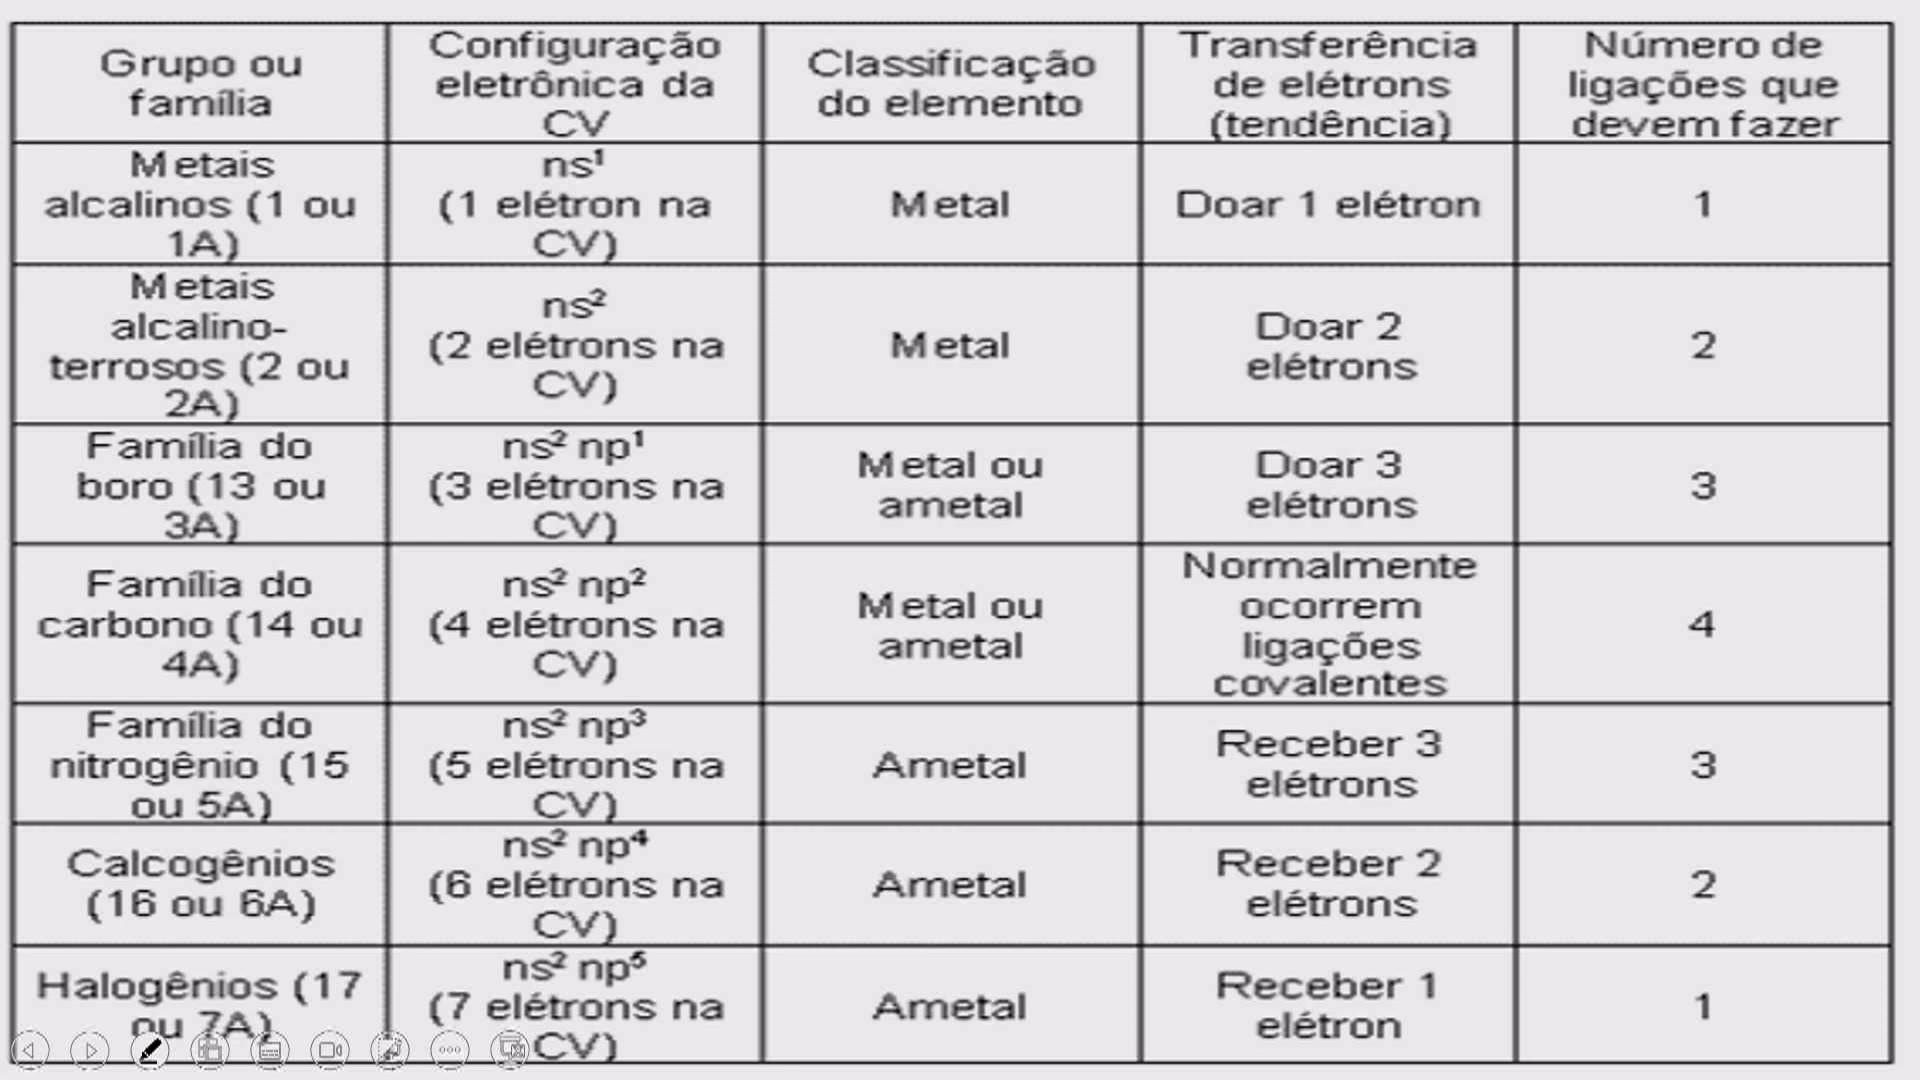 Grupo ou
família
Configuração
eletrônica da
CV
Classificação
do elemento
Transferência
de elétrons
(tendência)
Número de
ligações que
devem fazer
Metais
alcalinos (1 ou
1A)
ns¹
(1 elétron na
CV)
Metal
Doar 1 elétron
1
Metais
alcalino-
terrosos (2 ou
2A)
ns²
(2 elétrons na
CV)
Metal
Doar 2
elétrons
2
Família do
boro (13 ou
3A)
ns² np¹
(3 elétrons na
CV)
Metal ou
ametal
Doar 3
elétrons
3
Família do
carbono (14 ou
4A)
ns² np²
(4 elétrons na
CV)
Metal ou
ametal
Normalmente
ocorrem
ligações
covalentes
4
Família do
nitrogênio (15
ou 5A)
ns² np³
(5 elétrons na
CV)
Ametal
Receber 3
elétrons
3
Calcogênios
(16 ou 6A)
ns² np⁴
(6 elétrons na
CV)
Ametal
Receber 2
elétrons
2
Halogênios (17
ou 7A)
ns² np⁵
(7 elétrons na
CV)
Ametal
Receber 1
elétron
1